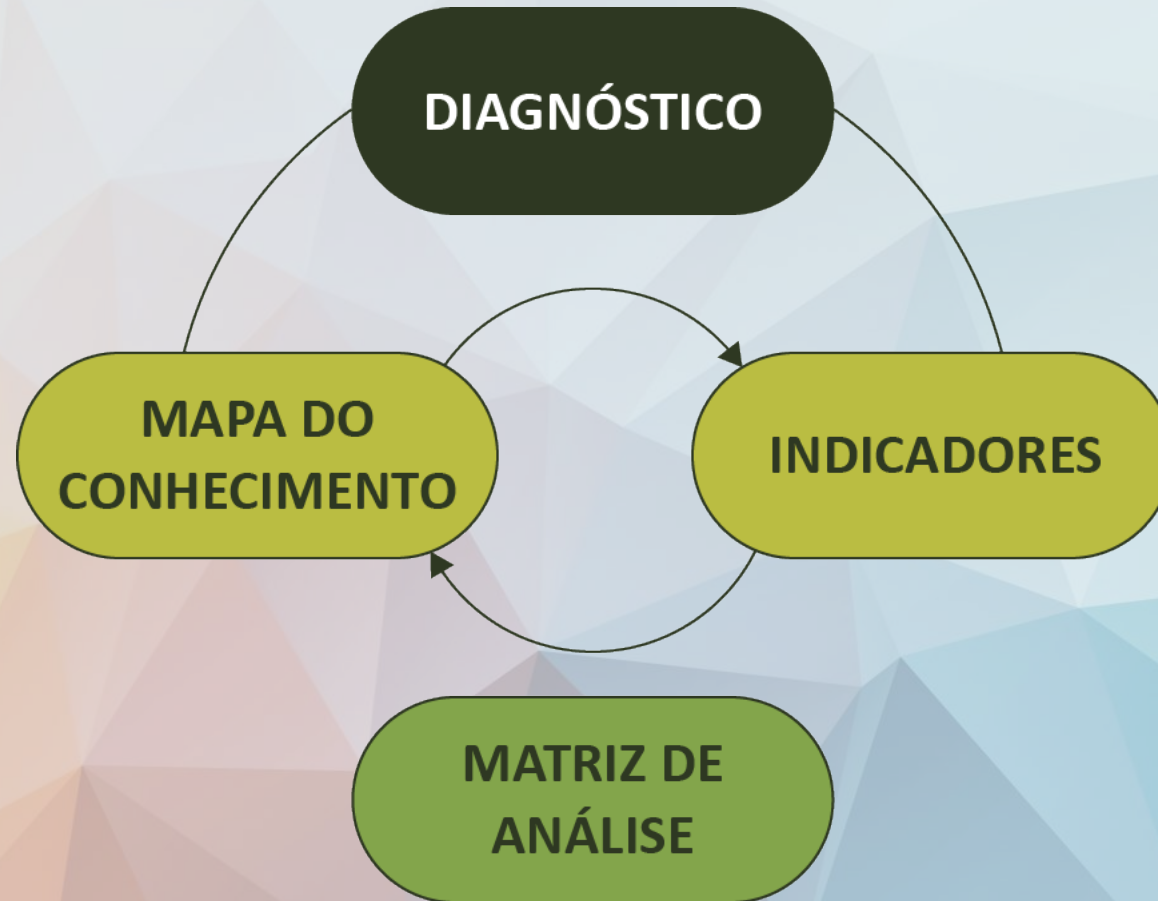 DIAGNÓSTICO
MAPA DO
CONHECIMENTO
INDICADORES
MATRIZ DE
ANÁLISE